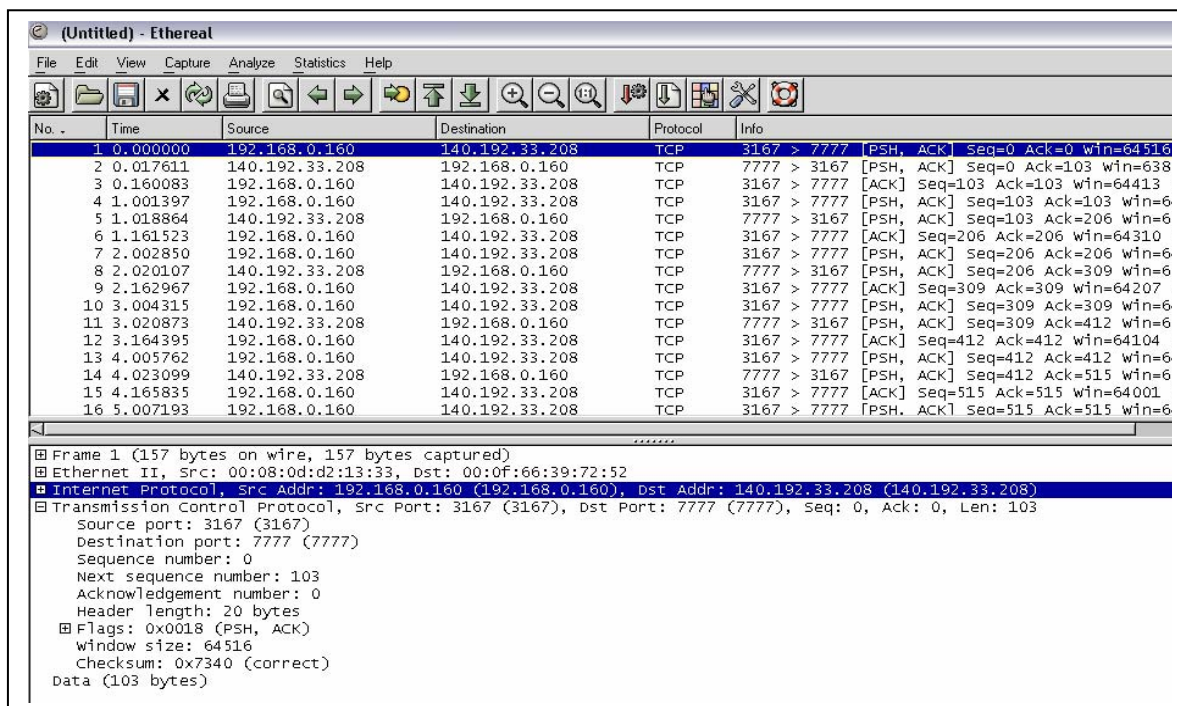 (Untitled) - Ethereal
File Edit View Capture Analyze Statistics Help
No. . Time Source Destination Protocol Info
1 0.000000 192.168.0.160 140.192.33.208 TCP 3167 > 7777 [PSH, ACK] Seq=0 Ack=0 Win=64516
2 0.017611 140.192.33.208 192.168.0.160 TCP 7777 > 3167 [PSH, ACK] Seq=0 Ack=103 Win=638
3 0.160083 192.168.0.160 140.192.33.208 TCP 3167 > 7777 [ACK] Seq=103 Ack=103 Win=64413
4 1.001397 192.168.0.160 140.192.33.208 TCP 3167 > 7777 [PSH, ACK] Seq=103 Ack=103 Win=6
5 1.018864 140.192.33.208 192.168.0.160 TCP 7777 > 3167 [PSH, ACK] Seq=103 Ack=206 Win=6
6 1.161523 192.168.0.160 140.192.33.208 TCP 3167 > 7777 [ACK] Seq=206 Ack=206 Win=64310
7 2.002850 192.168.0.160 140.192.33.208 TCP 3167 > 7777 [PSH, ACK] Seq=206 Ack=206 Win=6
8 2.020107 140.192.33.208 192.168.0.160 TCP 7777 > 3167 [PSH, ACK] Seq=206 Ack=309 Win=6
9 2.162967 192.168.0.160 140.192.33.208 TCP 3167 > 7777 [ACK] Seq=309 Ack=309 Win=64207
10 3.004315 192.168.0.160 140.192.33.208 TCP 3167 > 7777 [PSH, ACK] Seq=309 Ack=309 Win=6
11 3.020873 140.192.33.208 192.168.0.160 TCP 7777 > 3167 [PSH, ACK] Seq=309 Ack=412 Win=6
12 3.164395 192.168.0.160 140.192.33.208 TCP 3167 > 7777 [ACK] Seq=412 Ack=412 Win=64104
13 4.005762 192.168.0.160 140.192.33.208 TCP 3167 > 7777 [PSH, ACK] Seq=412 Ack=412 Win=6
14 4.023099 140.192.33.208 192.168.0.160 TCP 7777 > 3167 [PSH, ACK] Seq=412 Ack=515 Win=6
15 4.165835 192.168.0.160 140.192.33.208 TCP 3167 > 7777 [ACK] Seq=515 Ack=515 Win=64001
16 5.007193 192.168.0.160 140.192.33.208 TCP 3167 > 7777 [PSH, ACK] Seq=515 Ack=515 Win=6
Frame 1 (157 bytes on wire, 157 bytes captured)
Ethernet II, Src: 00:08:0d:d2:13:33, Dst: 00:0f:66:39:72:52
Internet Protocol, Src Addr: 192.168.0.160 (192.168.0.160), Dst Addr: 140.192.33.208 (140.192.33.208)
Transmission Control Protocol, Src Port: 3167 (3167), Dst Port: 7777 (7777), Seq: 0, Ack: 0, Len: 103
Source port: 3167 (3167)
Destination port: 7777 (7777)
Sequence number: 0
Next sequence number: 103
Acknowledgement number: 0
Header length: 20 bytes
Flags: 0x0018 (PSH, ACK)
Window size: 64516
Checksum: 0x7340 (correct)
Data (103 bytes)